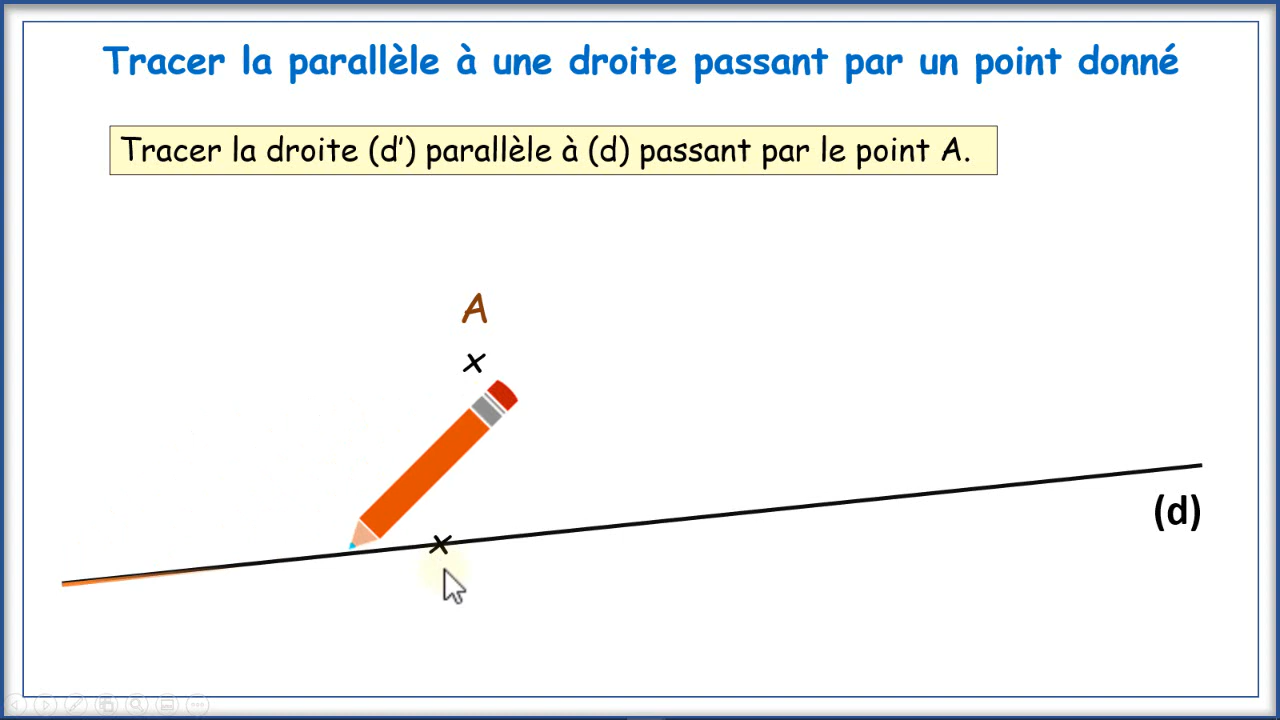 Tracer la parallèle à une droite passant par un point donné
Tracer la droite (d’) parallèle à (d) passant par le point A.
A
(d)